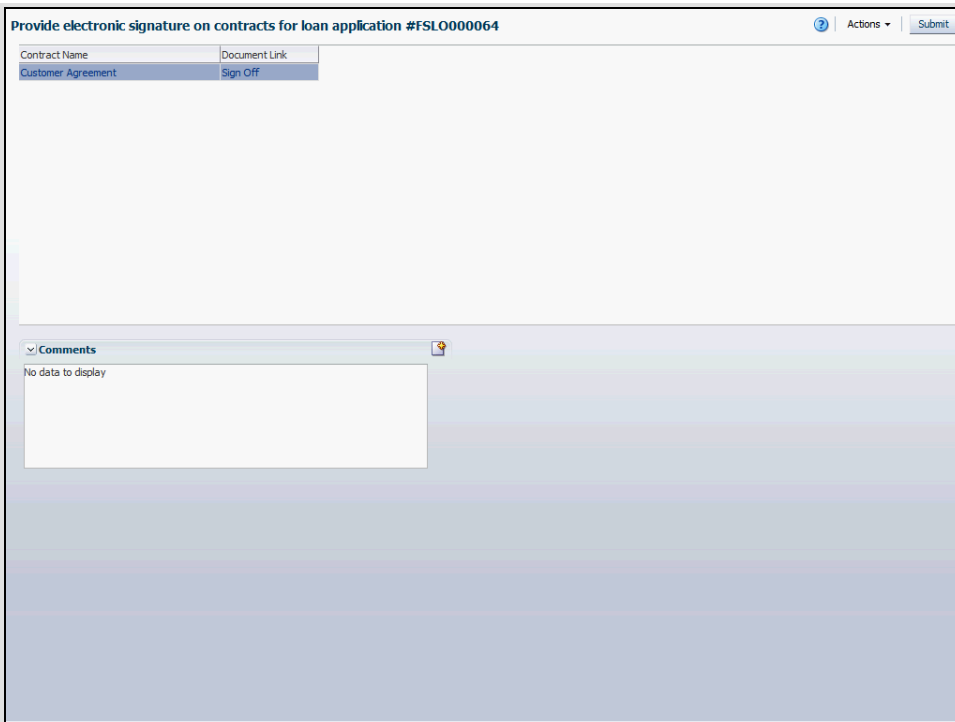 Provide electronic signature on contracts for loan application #FSLO000064
? Actions Submit
Contract Name Document Link
Customer Agreement Sign Off
Comments
No data to display